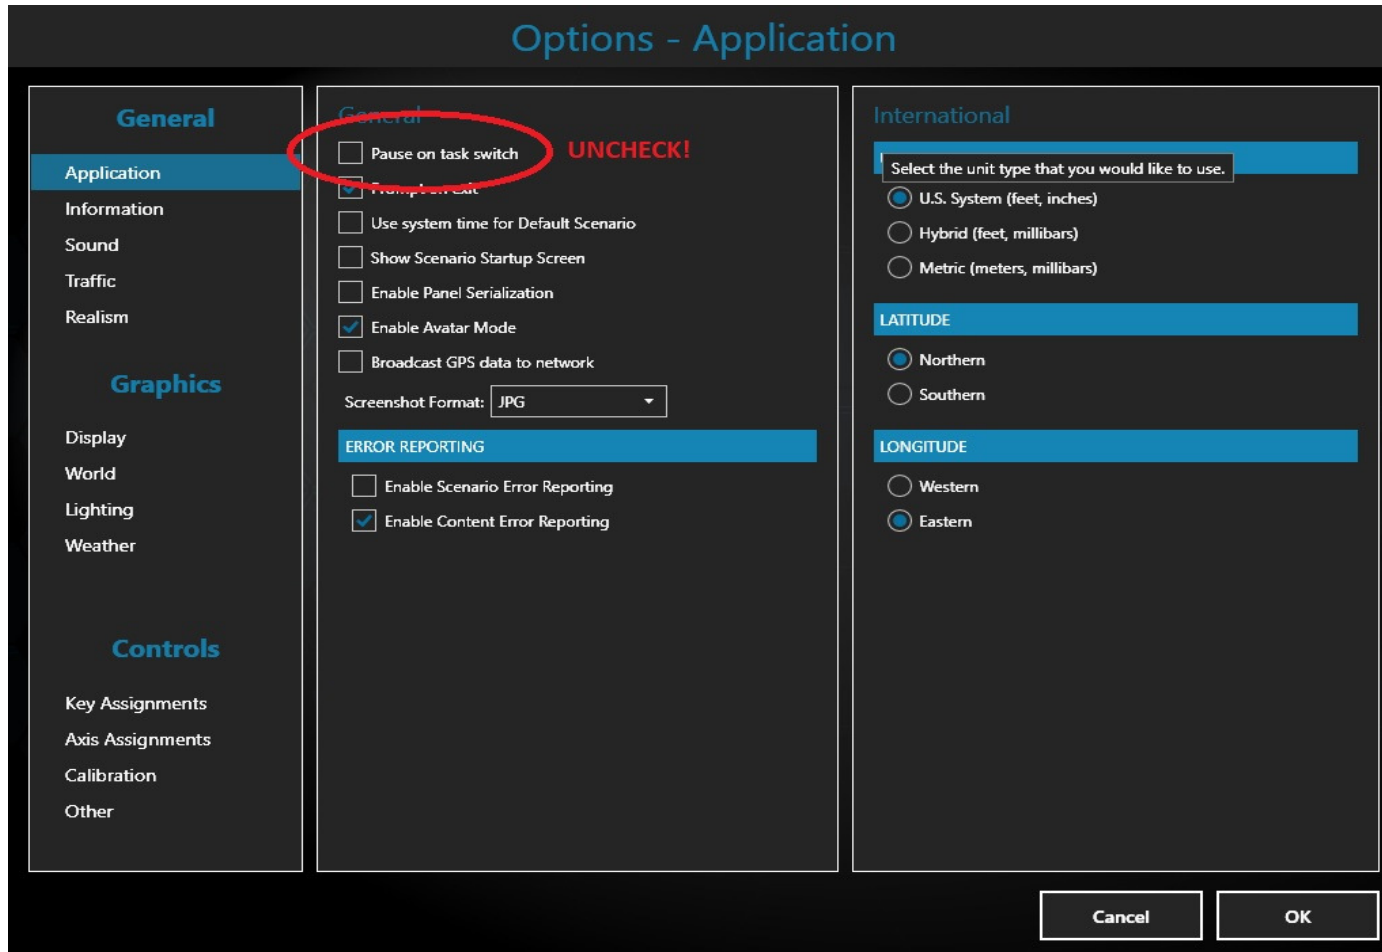 Options - Application
General
Application
Information
Sound
Traffic
Realism
Graphics
Display
World
Lighting
Weather
Controls
Key Assignments
Axis Assignments
Calibration
Other
General
Pause on task switch
UNCHECK!
Prompt on exit
Use system time for Default Scenario
Show Scenario Startup Screen
Enable Panel Serialization
Enable Avatar Mode
Broadcast GPS data to network
Screenshot Format: JPG
ERROR REPORTING
Enable Scenario Error Reporting
Enable Content Error Reporting
International
Select the unit type that you would like to use.
U.S. System (feet, inches)
Hybrid (feet, millibars)
Metric (meters, millibars)
LATITUDE
Northern
Southern
LONGITUDE
Western
Eastern
Cancel
OK